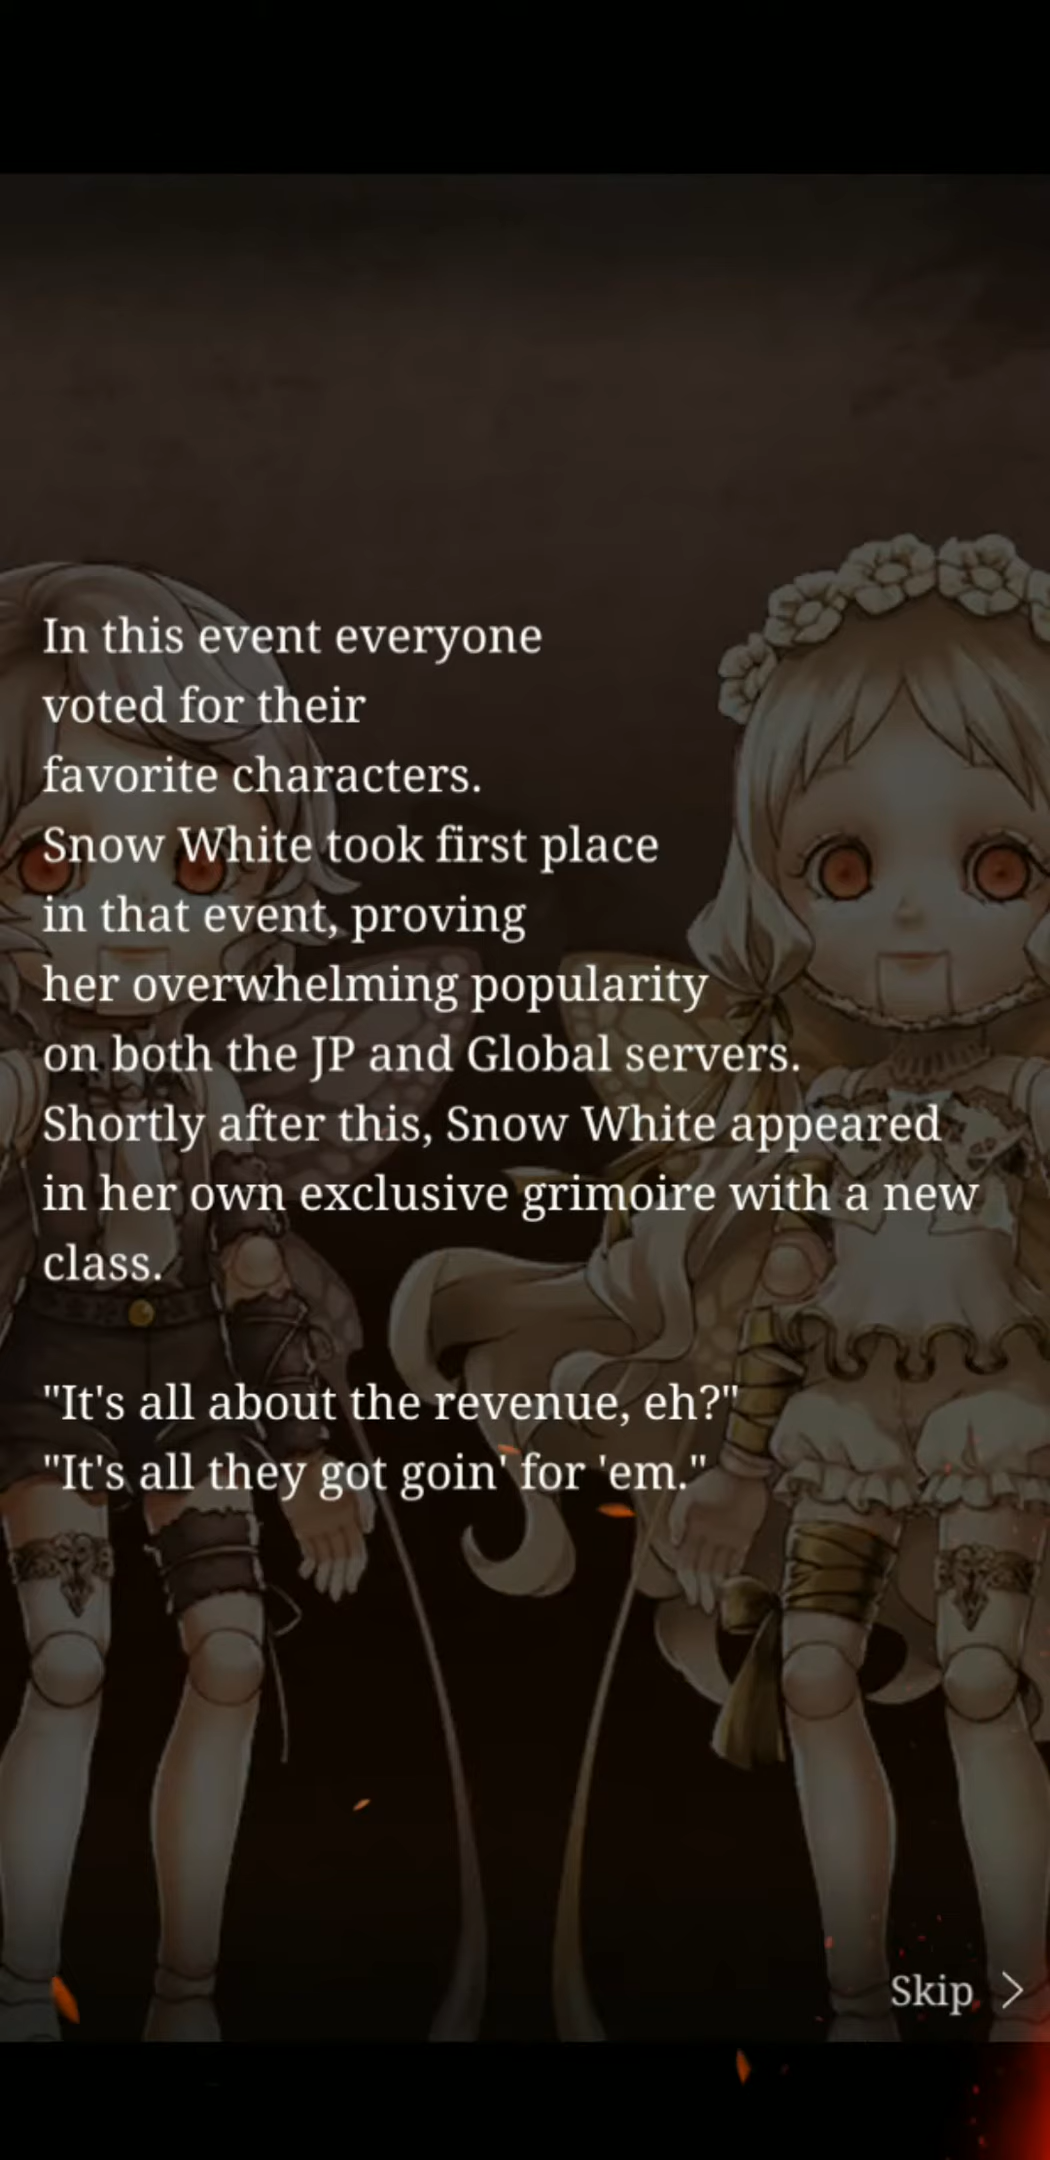 In this event everyone
voted for their
favorite characters.
Snow White took first place
in that event, proving
her overwhelming popularity
on both the JP and Global servers.
Shortly after this, Snow White appeared
in her own exclusive grimoire with a new
class.
"It's all about the revenue, eh?"
"It's all they got goin' for 'em."
Skip